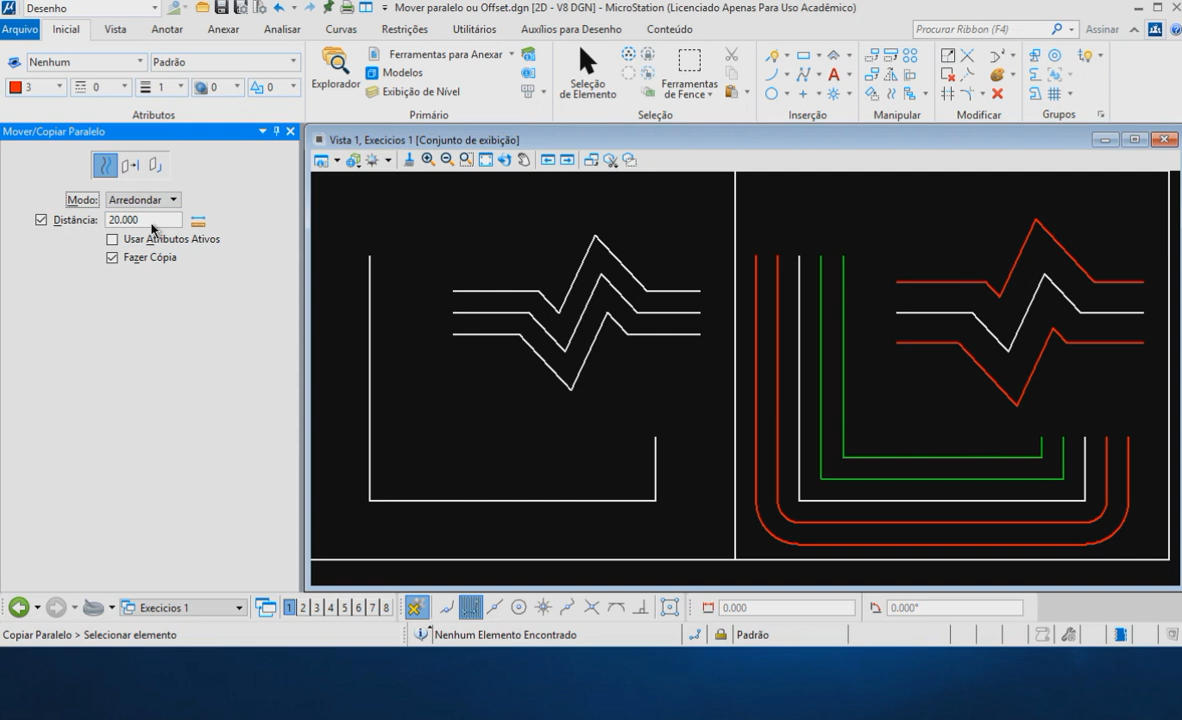 Desenho
Mover paralelo ou Offset.dgn [2D - V8 DGN] - MicroStation (Licenciado Apenas Para Uso Acadêmico)
Arquivo Inicial Vista Anotar Anexar Analisar Curvas Restrições Utilitários Auxílios para Desenho Conteúdo
Procurar Ribbon (F4)
Assinar
Nenhum
Padrão
3 0 1 0 0
Atributos
Explorador
Ferramentas para Anexar
Modelos
Exibição de Nível
Primário
Seleção
de Elemento
Ferramentas
de Fence
Seleção
Inserção
Manipular
Modificar
Grupos
Mover/Copiar Paralelo
Modo: Arredondar
Distância: 20.000
Usar Atributos Ativos
Fazer Cópia
Vista 1, Exercicios 1 [Conjunto de exibição]
Exercicios 1
1 2 3 4 5 6 7 8
0.000
0.000°
Copiar Paralelo > Selecionar elemento
Nenhum Elemento Encontrado
Padrão